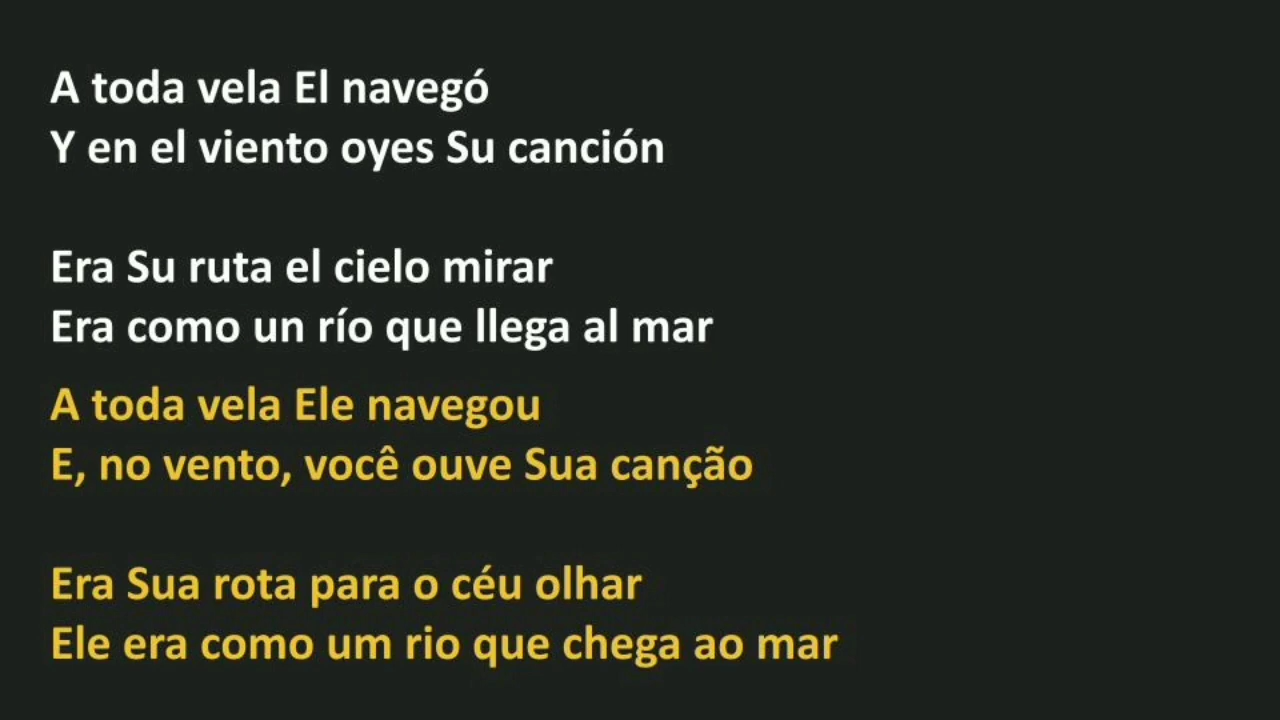 A toda vela El navegó
Y en el viento oyes Su canción
Era Su ruta el cielo mirar
Era como un río que llega al mar
A toda vela Ele navegou
E, no vento, você ouve Sua canção
Era Sua rota para o céu olhar
Ele era como um rio que chega ao mar